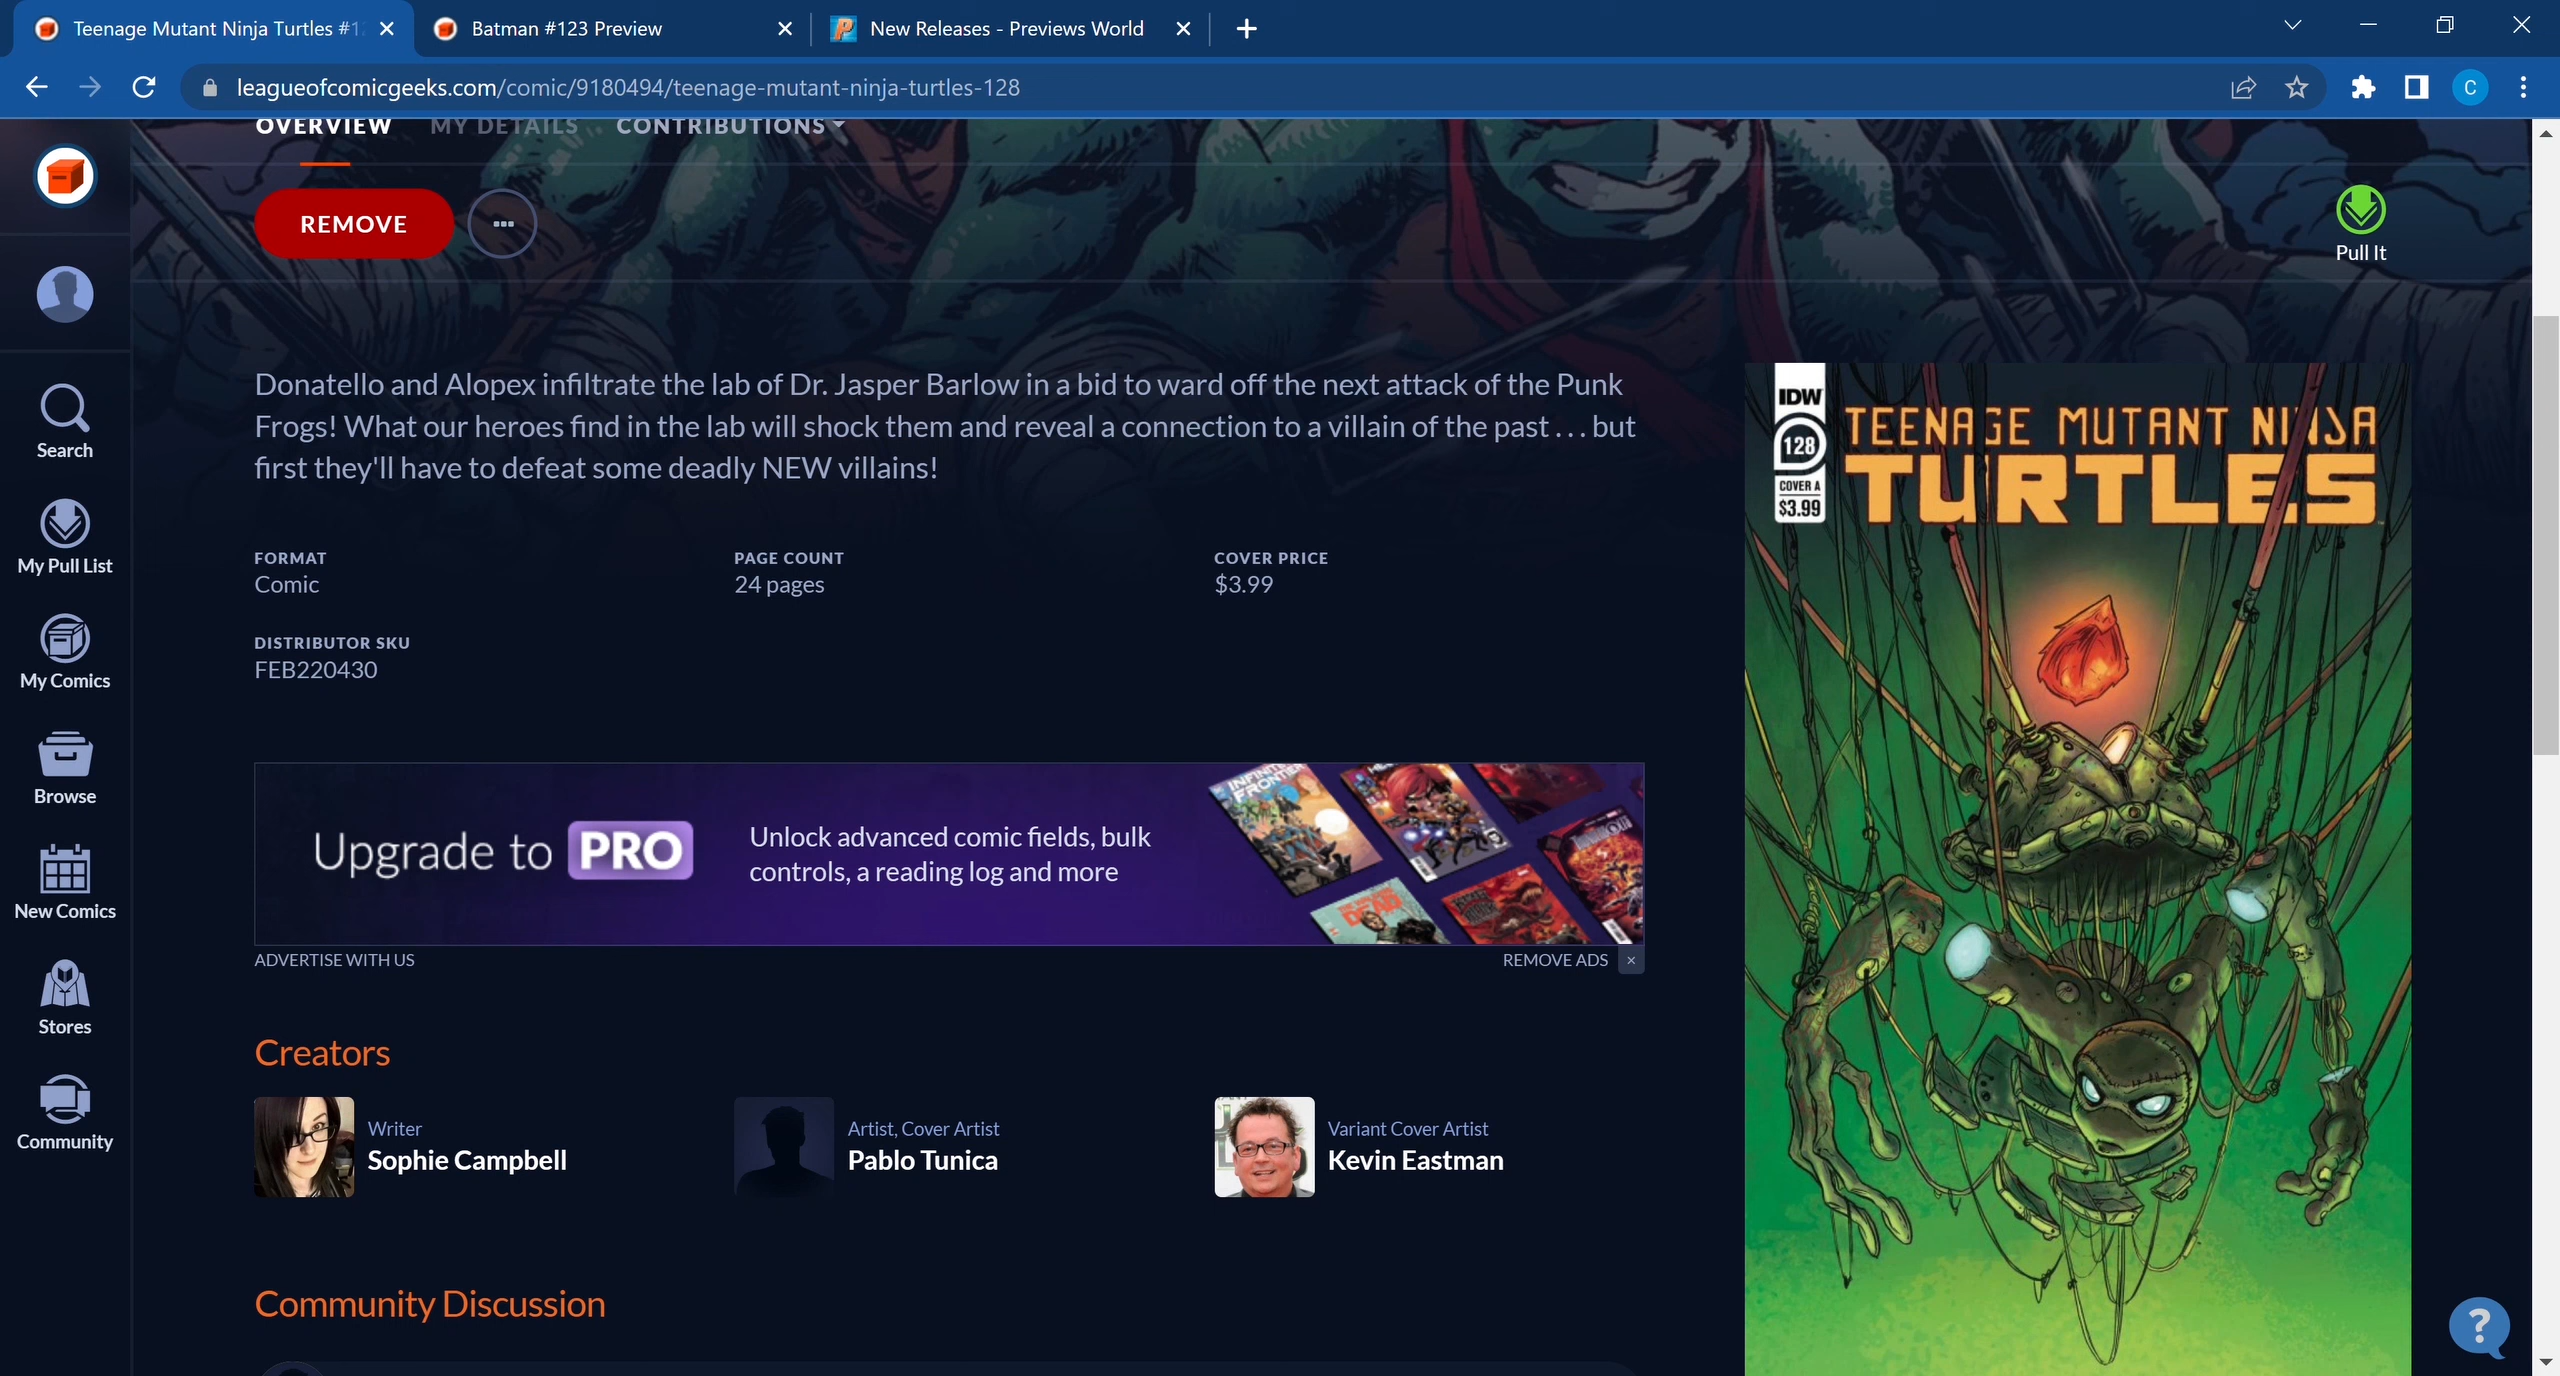 Teenage Mutant Ninja Turtles #12
Batman #123 Preview
New Releases - Previews World
leagueofcomicgeeks.com/comic/9180494/teenage-mutant-ninja-turtles-128
C
OVERVIEW
MY DETAILS
CONTRIBUTIONS
REMOVE
Pull It
Search
My Pull List
My Comics
Browse
New Comics
Stores
Community
Donatello and Alopex infiltrate the lab of Dr. Jasper Barlow in a bid to ward off the next attack of the Punk
Frogs! What our heroes find in the lab will shock them and reveal a connection to a villain of the past . . . but
first they'll have to defeat some deadly NEW villains!
FORMAT
Comic
PAGE COUNT
24 pages
COVER PRICE
$3.99
DISTRIBUTOR SKU
FEB220430
Upgrade to PRO
Unlock advanced comic fields, bulk
controls, a reading log and more
INFINITE
FRONTIER
DEAD
ADVERTISE WITH US
REMOVE ADS
Creators
Writer
Sophie Campbell
Artist, Cover Artist
Pablo Tunica
Variant Cover Artist
Kevin Eastman
Community Discussion
IDW
128
COVER A
$3.99
TEENAGE MUTANT NINJA
TURTLES
?